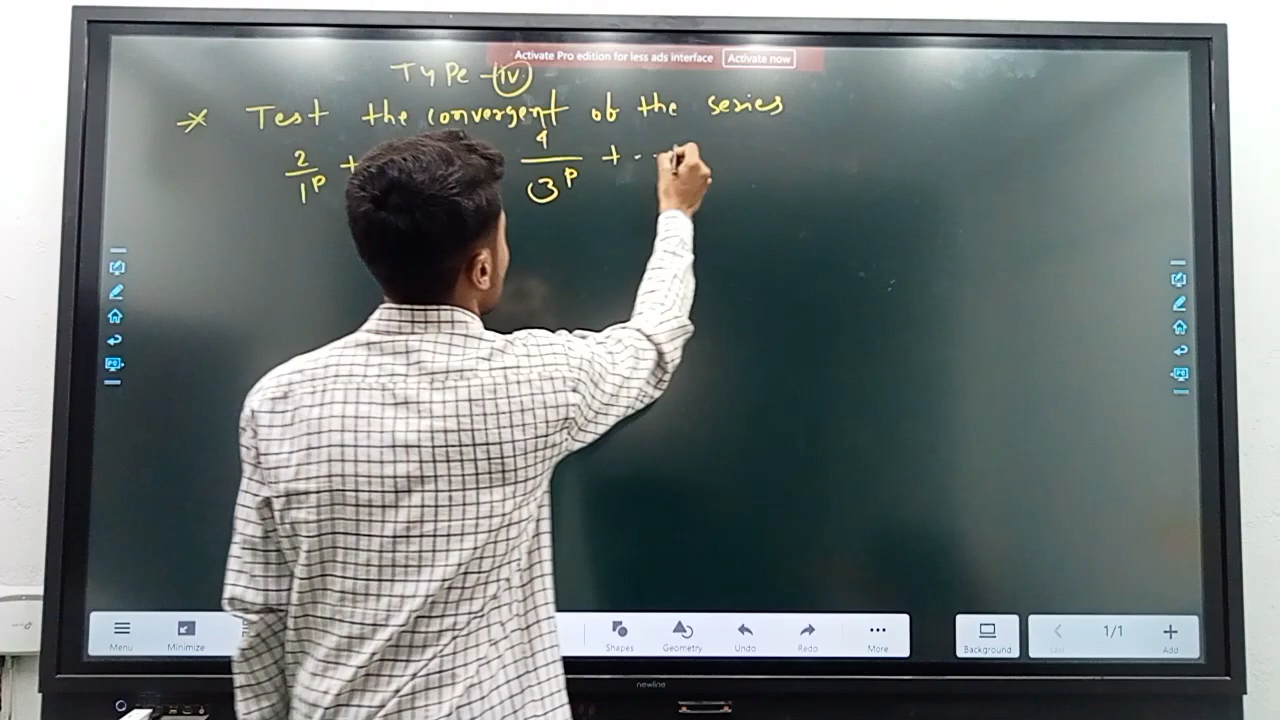 Activate Pro edition for less ads interface Activate now
Type - iv
* Test the convergent of the series
2/1^p + 4/3^p + ...
Menu Minimize Shapes Geometry Undo Redo More Background 1/1 Add
newline